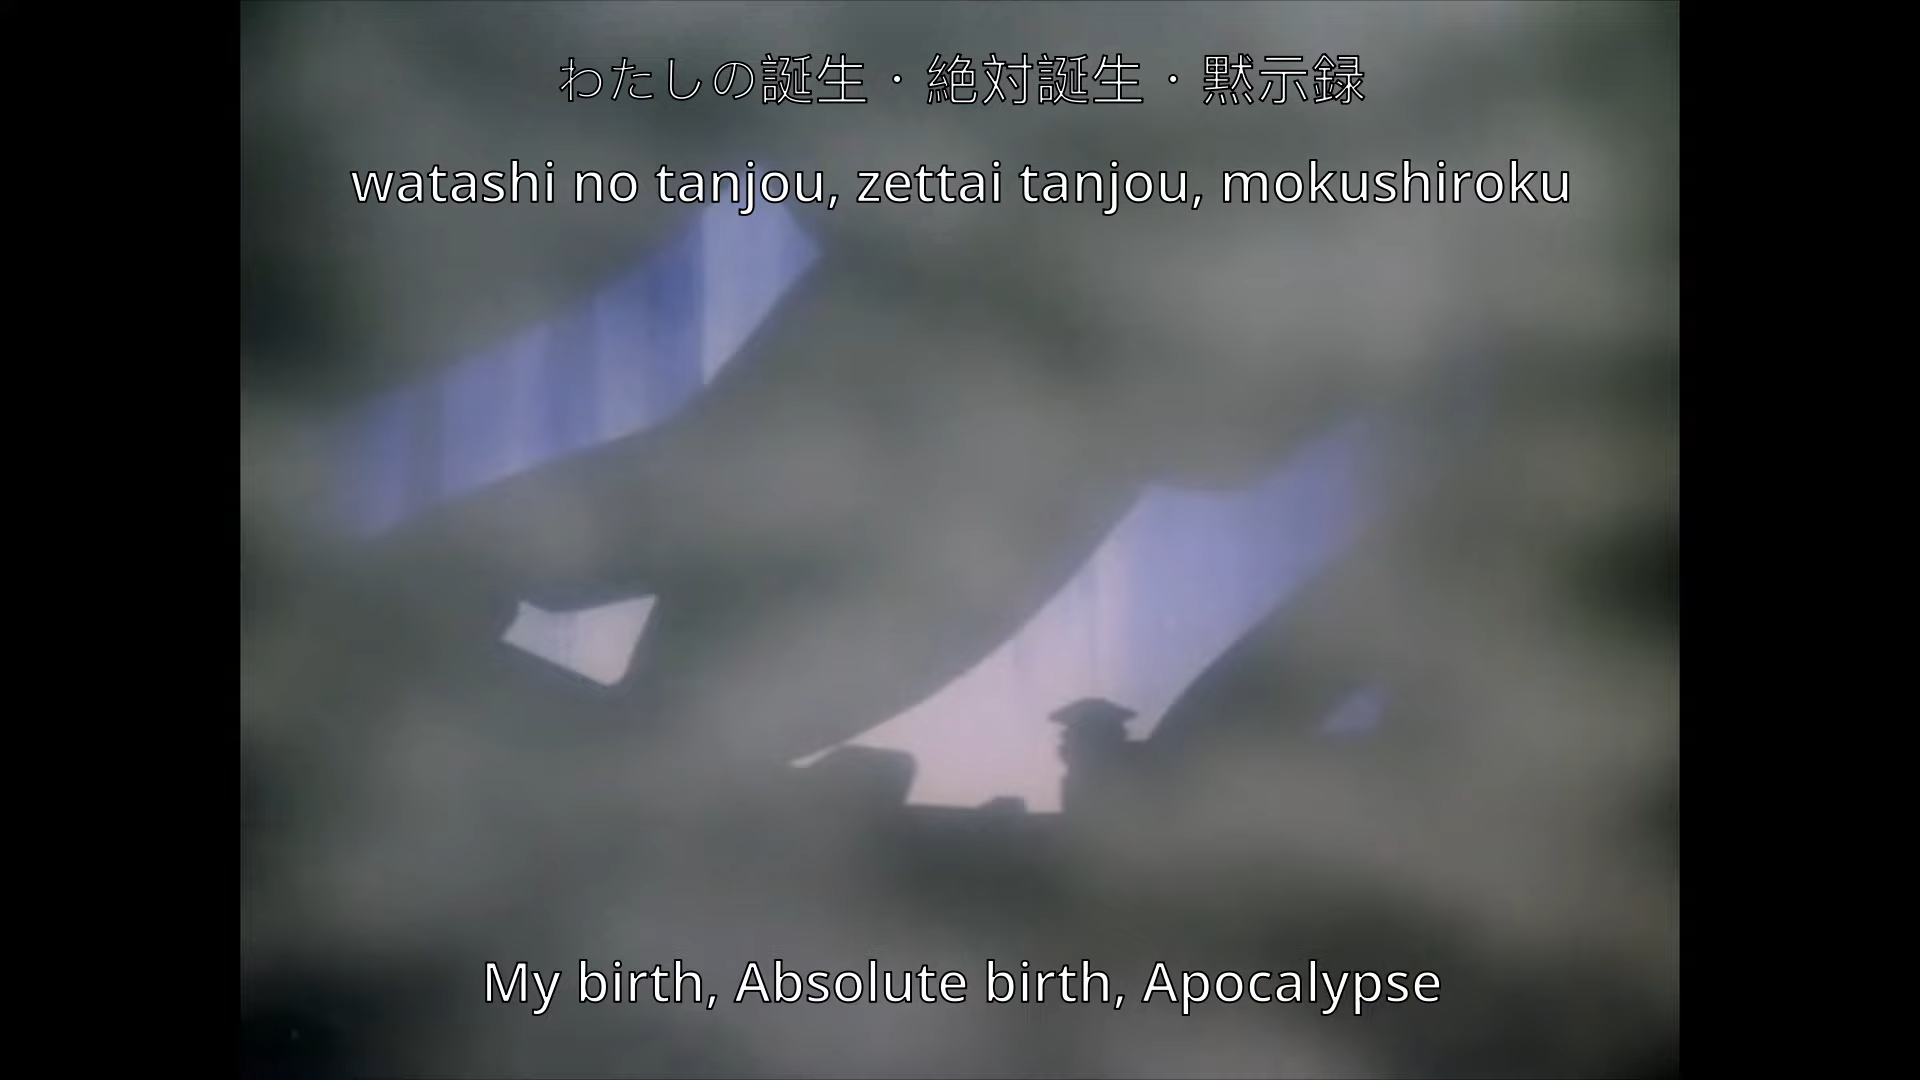 わたしの誕生・絶対誕生・黙示録
watashi no tanjou, zettai tanjou, mokushiroku
My birth, Absolute birth, Apocalypse